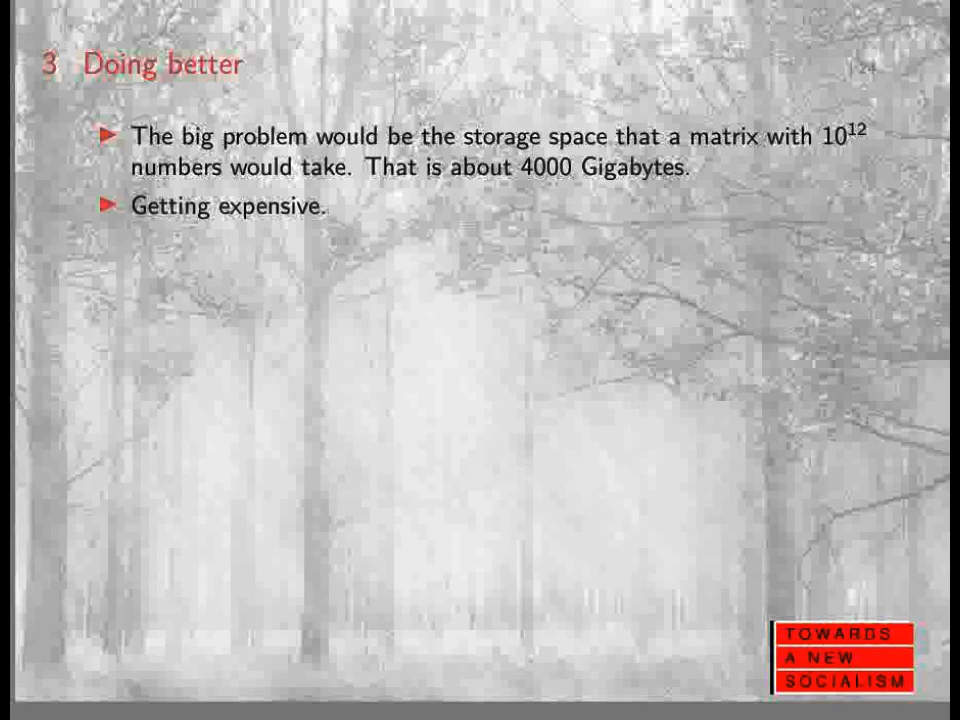 3 Doing better
| 24
▶ The big problem would be the storage space that a matrix with 10¹²
numbers would take. That is about 4000 Gigabytes.
▶ Getting expensive.
TOWARDS
A NEW
SOCIALISM